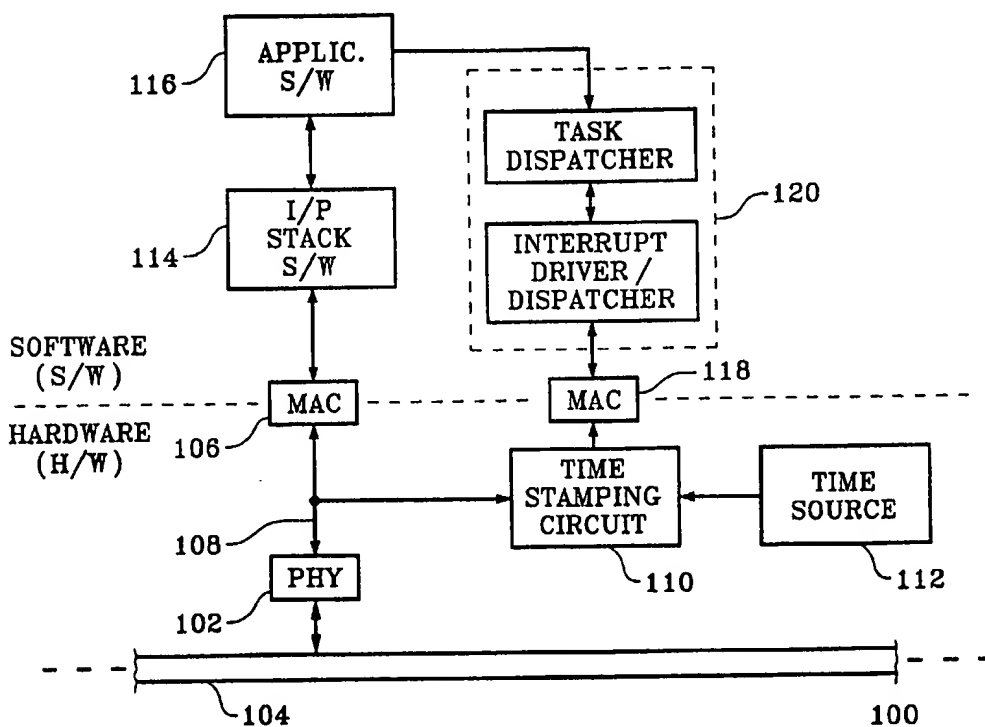 APPLIC.
S/W
116
TASK
DISPATCHER
120
I/P
STACK
S/W
114
INTERRUPT
DRIVER/
DISPATCHER
SOFTWARE
(S/W)
MAC
118
MAC
HARDWARE
(H/W)
106
TIME
STAMPING
CIRCUIT
TIME
SOURCE
108
PHY
110
112
102
104
100